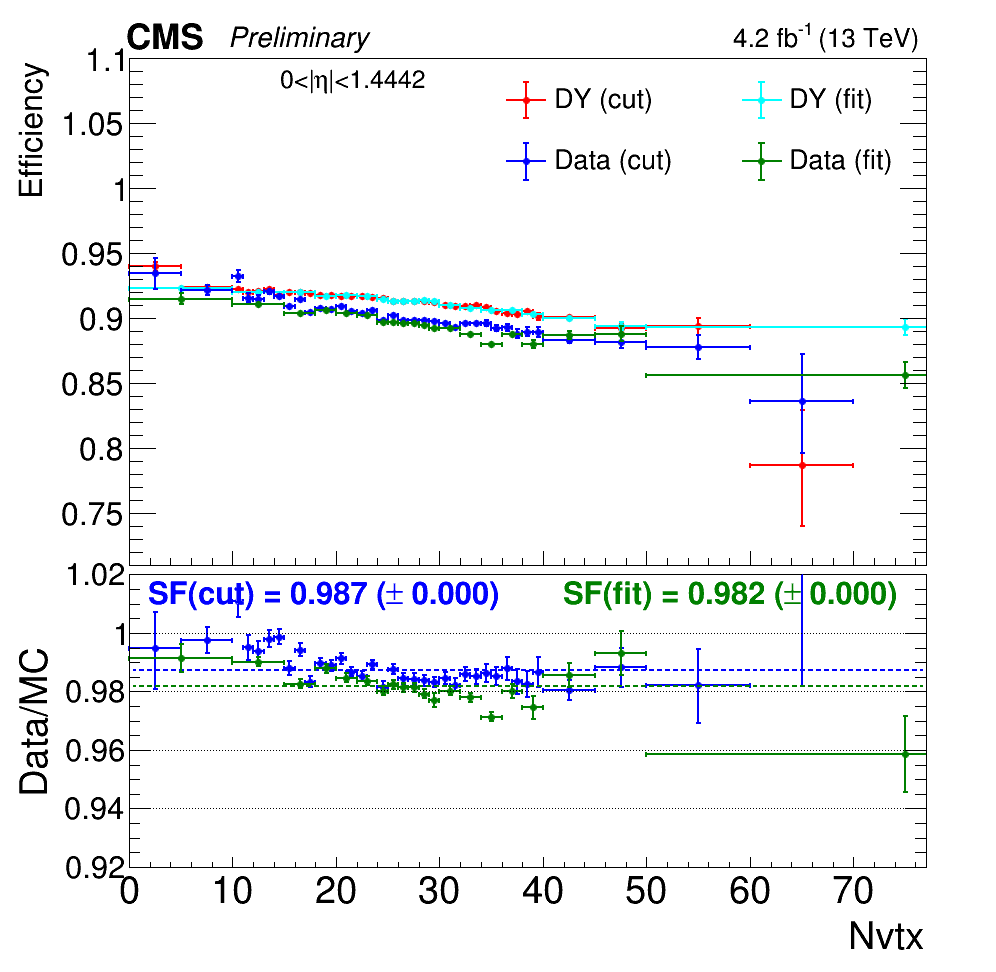 CMS Preliminary 4.2 fb-1 (13 TeV)
0<|η|<1.4442
DY (cut) DY (fit)
Data (cut) Data (fit)
Efficiency
1.1
1.05
1
0.95
0.9
0.85
0.8
0.75
SF(cut) = 0.987 (± 0.000) SF(fit) = 0.982 (± 0.000)
Data/MC
1.02
1
0.98
0.96
0.94
0.92
0 10 20 30 40 50 60 70
Nvtx